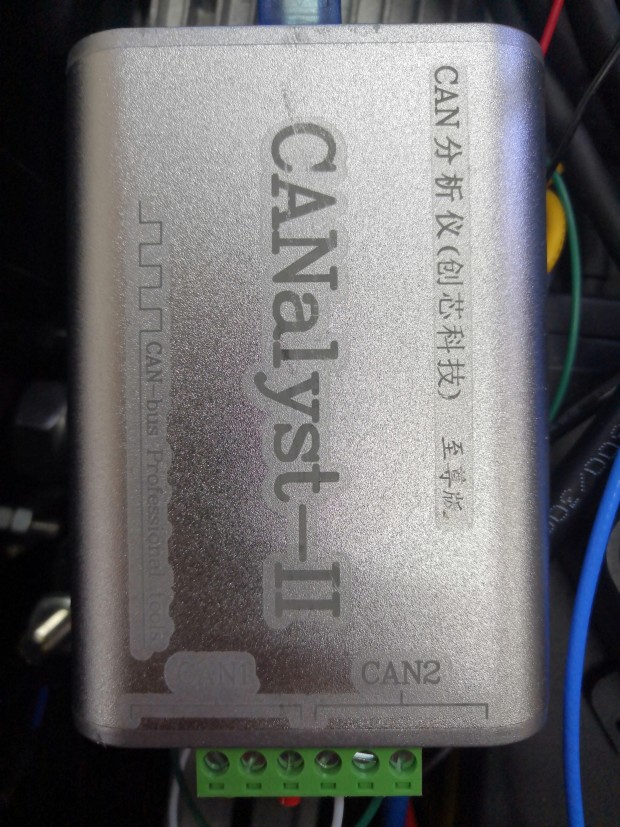 CAN分析仪(创芯科技) 至尊版
CANalyst-II
CAN-bus Professional tools
CAN1
CAN2